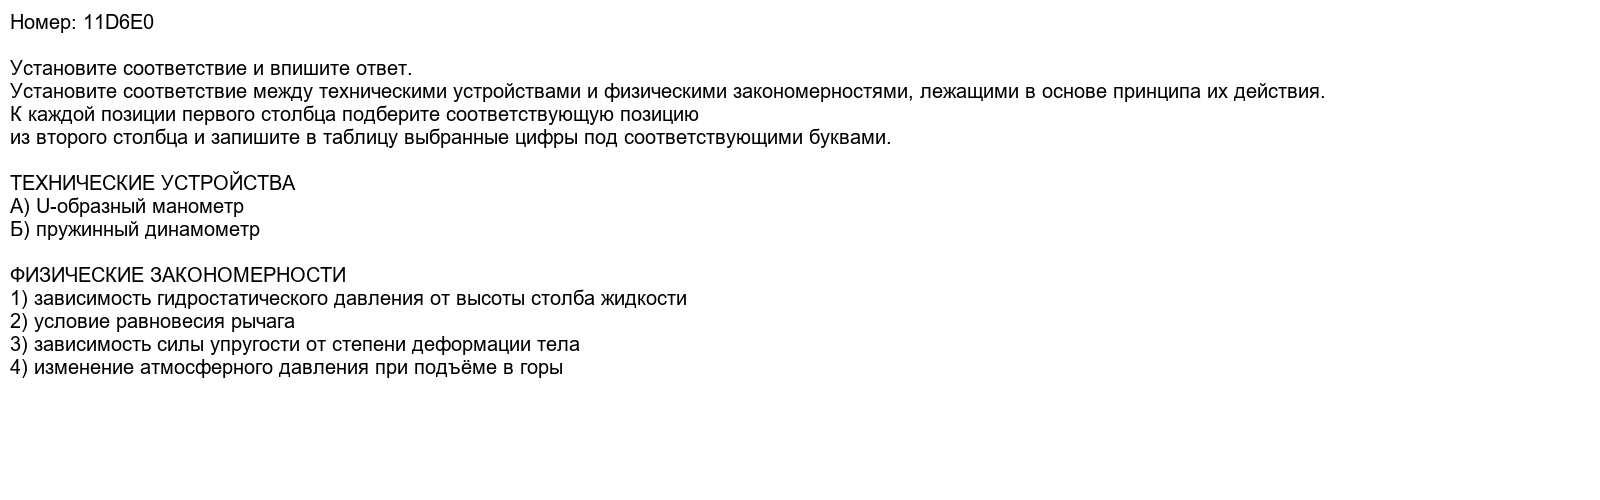 Номер: 11D6E0
Установите соответствие и впишите ответ.
Установите соответствие между техническими устройствами и физическими закономерностями, лежащими в основе принципа их действия.
К каждой позиции первого столбца подберите соответствующую позицию
из второго столбца и запишите в таблицу выбранные цифры под соответствующими буквами.
ТЕХНИЧЕСКИЕ УСТРОЙСТВА
А) U-образный манометр
Б) пружинный динамометр
ФИЗИЧЕСКИЕ ЗАКОНОМЕРНОСТИ
1) зависимость гидростатического давления от высоты столба жидкости
2) условие равновесия рычага
3) зависимость силы упругости от степени деформации тела
4) изменение атмосферного давления при подъёме в горы